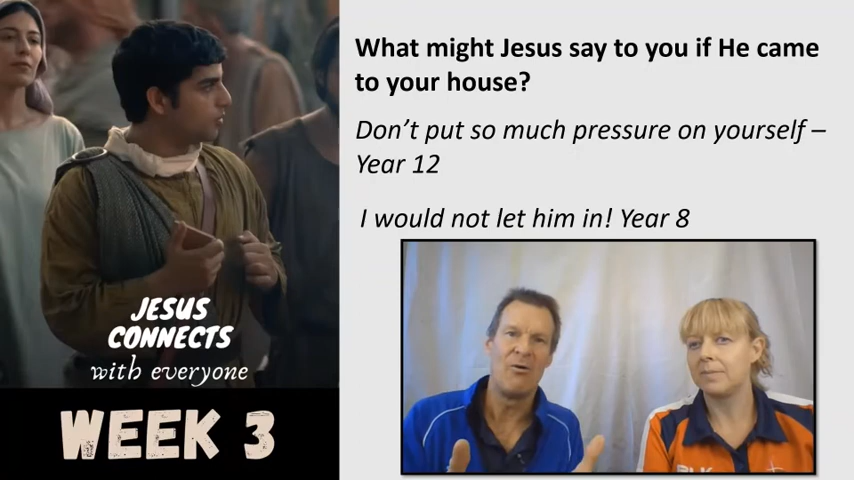 What might Jesus say to you if He came
to your house?
Don't put so much pressure on yourself –
Year 12
I would not let him in! Year 8
JESUS
CONNECTS
with everyone
WEEK 3